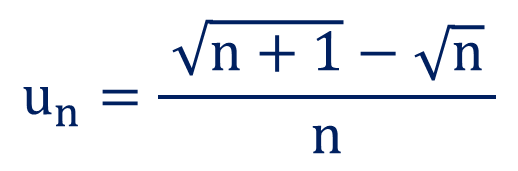 uₙ = (√(n + 1) − √n) / n